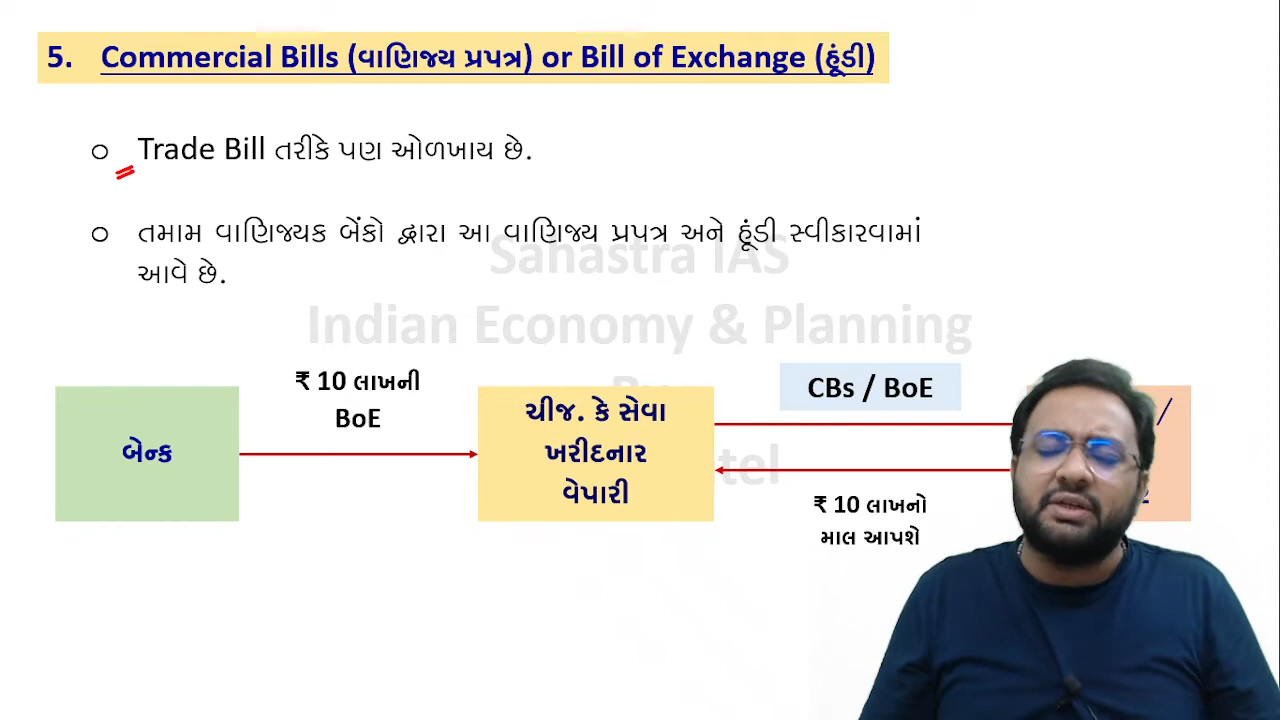 5. Commercial Bills (વાણિજ્ય પ્રપત્ર) or Bill of Exchange (હૂંડી)
○ Trade Bill તરીકે પણ ઓળખાય છે.
○ તમામ વાણિજ્યક બેંકો દ્વારા આ વાણિજ્ય પ્રપત્ર અને હૂંડી સ્વીકારવામાં
આવે છે.
Sahastra IAS
Indian Economy & Planning
બેન્ક
₹ 10 લાખની
BoE
ચીજ. કે સેવા
ખરીદનાર
વેપારી
CBs / BoE
₹ 10 લાખનો
માલ આપશે
/